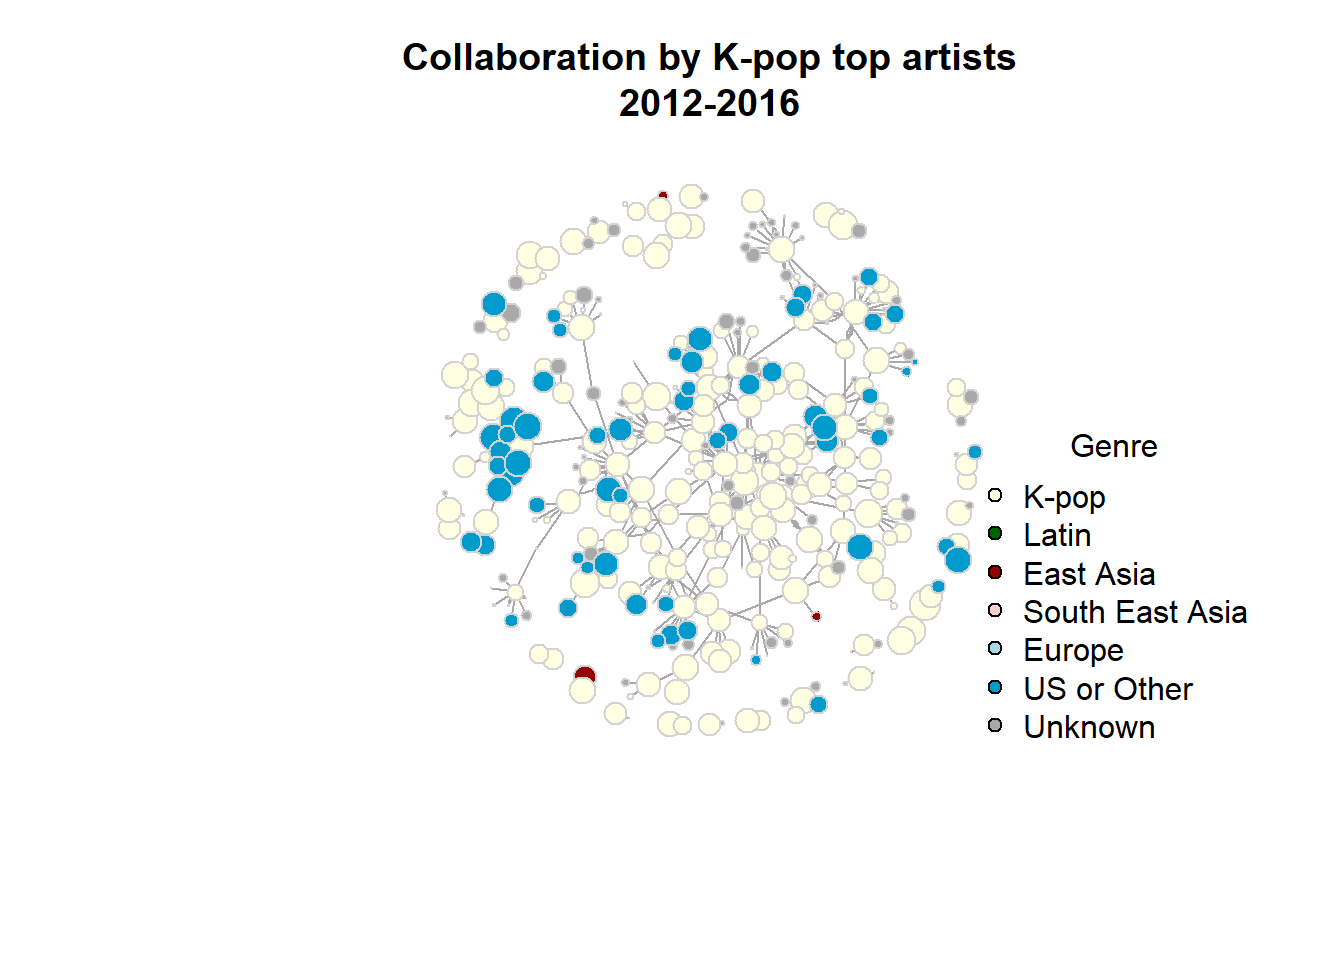 Collaboration by K-pop top artists
2012-2016
Genre
K-pop
Latin
East Asia
South East Asia
Europe
US or Other
Unknown